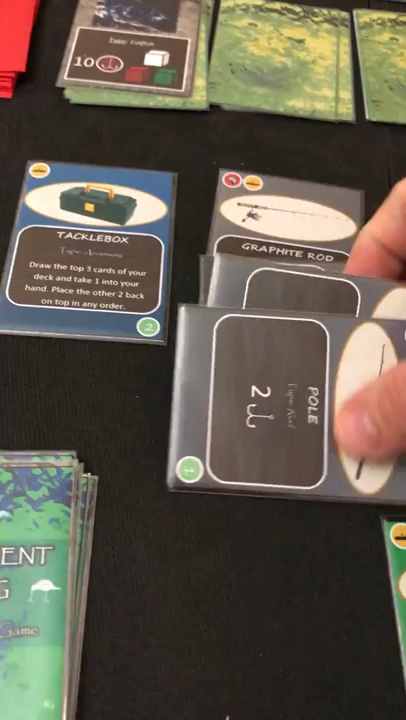 Type: Catfish
10
TACKLEBOX
Type: Accessory
Draw the top 3 cards of your
deck and take 1 into your
hand. Place the other 2 back
on top in any order.
2
GRAPHITE ROD
POLE
Type: Rod
2
1
ENT
G
Game